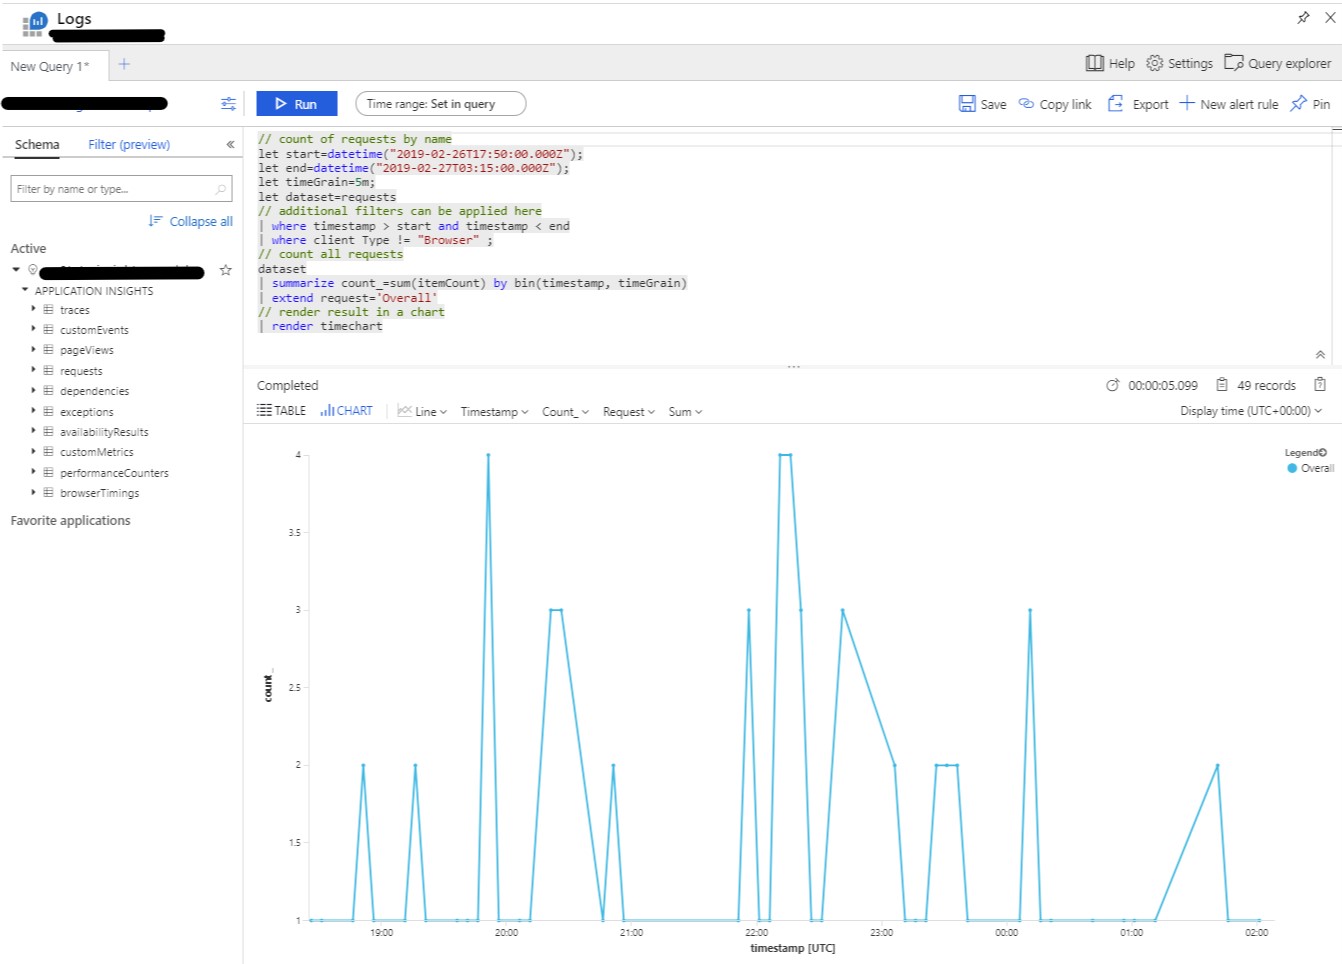 Logs
New Query 1*
Help
Settings
Query explorer
Run
Time range: Set in query
Save
Copy link
Export
New alert rule
Pin
Schema
Filter (preview)
«
Filter by name or type...
Collapse all
Active
APPLICATION INSIGHTS
traces
customEvents
pageViews
requests
dependencies
exceptions
availabilityResults
customMetrics
performanceCounters
browserTimings
Favorite applications
// count of requests by name
let start=datetime("2019-02-26T17:50:00.000Z");
let end=datetime("2019-02-27T03:15:00.000Z");
let timeGrain=5m;
let dataset=requests
// additional filters can be applied here
| where timestamp > start and timestamp < end
| where client Type != "Browser" ;
// count all requests
dataset
| summarize count_=sum(itemCount) by bin(timestamp, timeGrain)
| extend request='Overall'
// render result in a chart
| render timechart
Completed
00:00:05.099
49 records
TABLE
CHART
Line
Timestamp
Count_
Request
Sum
Display time (UTC+00:00)
Legend
Overall
4
3.5
3
2.5
2
1.5
1
count_
19:00
20:00
21:00
22:00
23:00
00:00
01:00
02:00
timestamp [UTC]